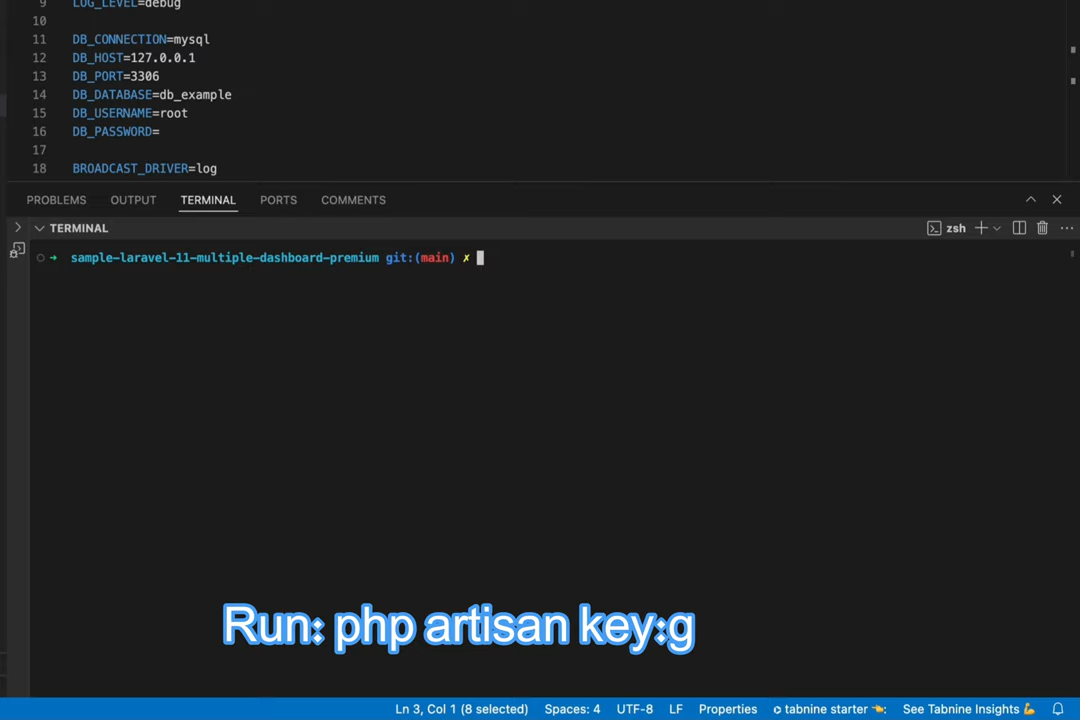 9 LOG_LEVEL=debug
10
11 DB_CONNECTION=mysql
12 DB_HOST=127.0.0.1
13 DB_PORT=3306
14 DB_DATABASE=db_example
15 DB_USERNAME=root
16 DB_PASSWORD=
17
18 BROADCAST_DRIVER=log
PROBLEMS OUTPUT TERMINAL PORTS COMMENTS
TERMINAL zsh
sample-laravel-11-multiple-dashboard-premium git:(main) ✗
Run: php artisan key:g
Ln 3, Col 1 (8 selected) Spaces: 4 UTF-8 LF Properties tabnine starter See Tabnine Insights